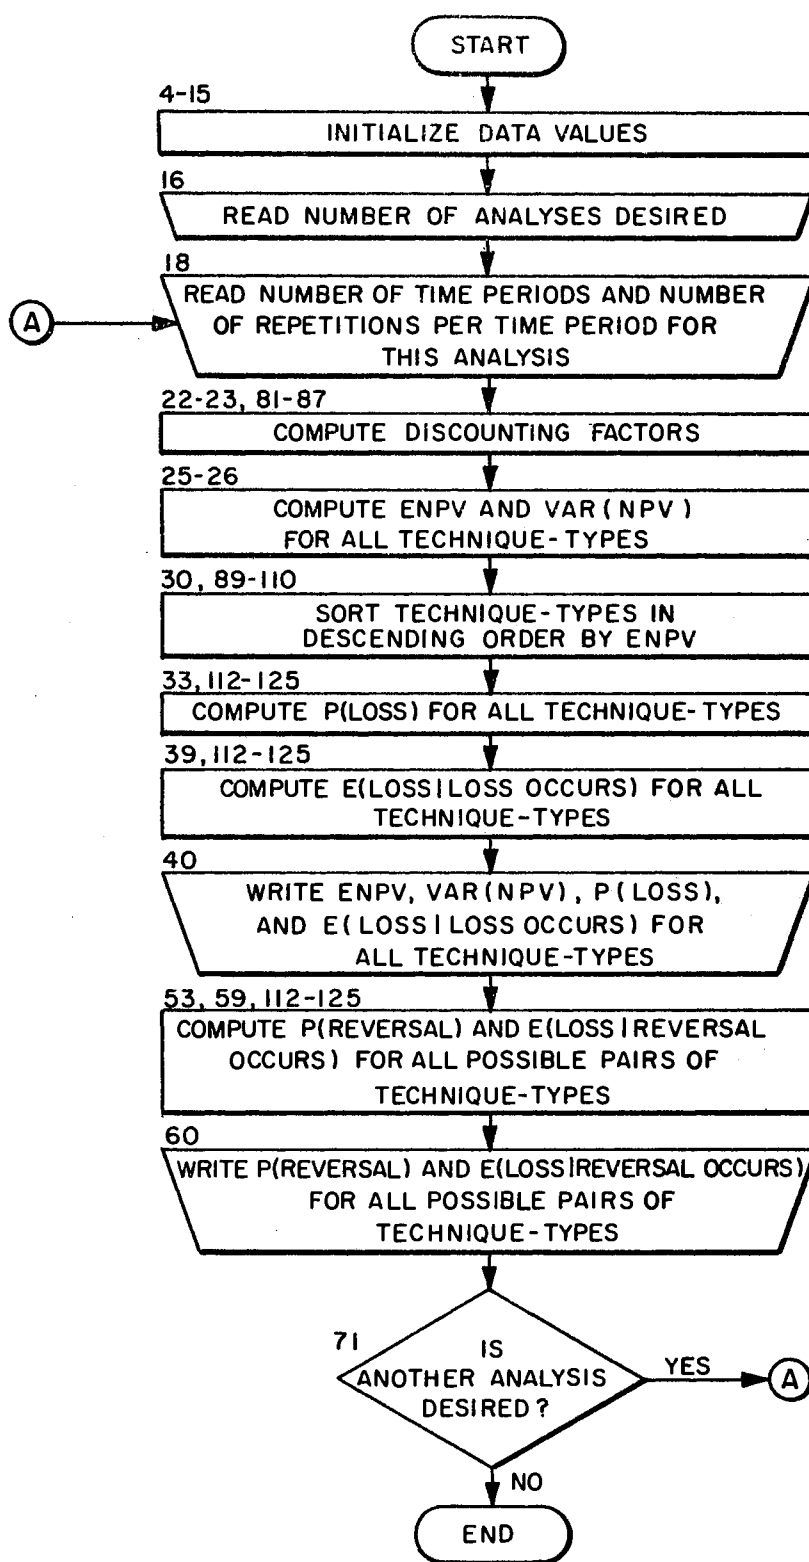 START
4-15
INITIALIZE DATA VALUES
16
READ NUMBER OF ANALYSES DESIRED
18
READ NUMBER OF TIME PERIODS AND NUMBER
OF REPETITIONS PER TIME PERIOD FOR
THIS ANALYSIS
A
22-23, 81-87
COMPUTE DISCOUNTING FACTORS
25-26
COMPUTE ENPV AND VAR(NPV)
FOR ALL TECHNIQUE-TYPES
30, 89-110
SORT TECHNIQUE-TYPES IN
DESCENDING ORDER BY ENPV
33, 112-125
COMPUTE P(LOSS) FOR ALL TECHNIQUE-TYPES
39, 112-125
COMPUTE E(LOSS|LOSS OCCURS) FOR ALL
TECHNIQUE-TYPES
40
WRITE ENPV, VAR(NPV), P(LOSS),
AND E(LOSS|LOSS OCCURS) FOR
ALL TECHNIQUE-TYPES
53, 59, 112-125
COMPUTE P(REVERSAL) AND E(LOSS|REVERSAL
OCCURS) FOR ALL POSSIBLE PAIRS OF
TECHNIQUE-TYPES
60
WRITE P(REVERSAL) AND E(LOSS|REVERSAL OCCURS)
FOR ALL POSSIBLE PAIRS OF
TECHNIQUE-TYPES
71
IS
ANOTHER ANALYSIS
DESIRED?
YES
A
NO
END